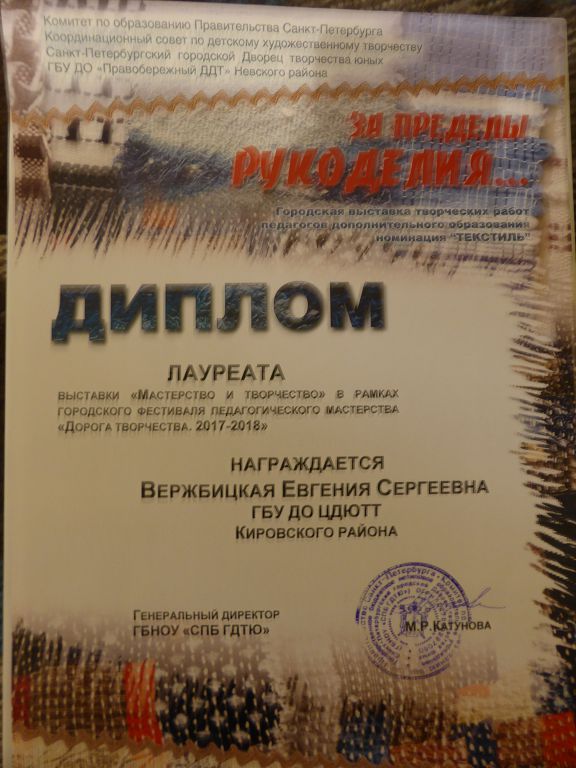 Комитет по образованию Правительства Санкт-Петербурга
Координационный совет по детскому художественному творчеству
Санкт-Петербургский городской Дворец творчества юных
ГБУ ДО «Правобережный ДДТ» Невского района
ЗА ПРЕДЕЛЫ
РУКОДЕЛИЯ...
Городская выставка творческих работ
педагогов дополнительного образования
номинация "ТЕКСТИЛЬ"
ДИПЛОМ
ЛАУРЕАТА
ВЫСТАВКИ «МАСТЕРСТВО И ТВОРЧЕСТВО» В РАМКАХ
ГОРОДСКОГО ФЕСТИВАЛЯ ПЕДАГОГИЧЕСКОГО МАСТЕРСТВА
«ДОРОГА ТВОРЧЕСТВА. 2017-2018»
НАГРАЖДАЕТСЯ
ВЕРЖБИЦКАЯ ЕВГЕНИЯ СЕРГЕЕВНА
ГБУ ДО ЦДЮТТ
КИРОВСКОГО РАЙОНА
ГЕНЕРАЛЬНЫЙ ДИРЕКТОР
ГБНОУ «СПБ ГДТЮ»
М.Р.КАТУНОВА